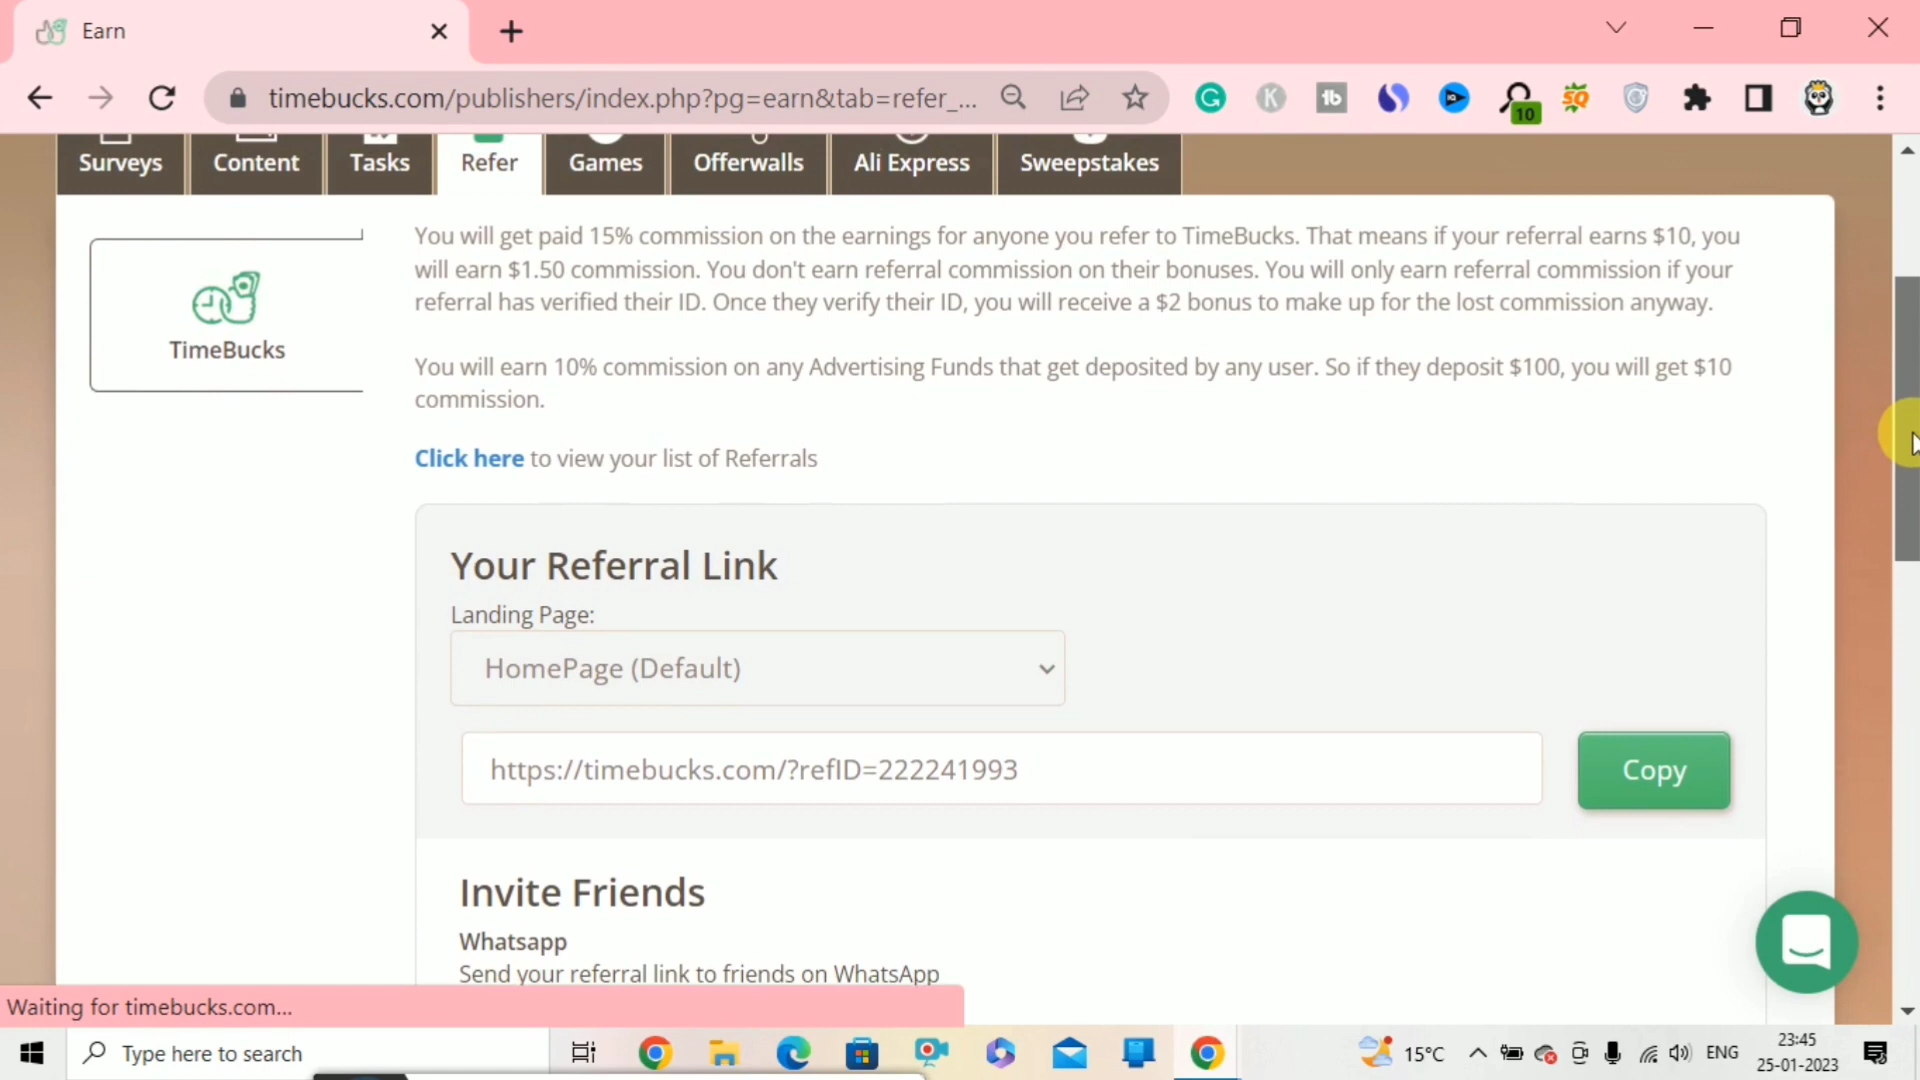 Earn
timebucks.com/publishers/index.php?pg=earn&tab=refer_...
10
Surveys
Content
Tasks
Refer
Games
Offerwalls
Ali Express
Sweepstakes
TimeBucks
You will get paid 15% commission on the earnings for anyone you refer to TimeBucks. That means if your referral earns $10, you
will earn $1.50 commission. You don't earn referral commission on their bonuses. You will only earn referral commission if your
referral has verified their ID. Once they verify their ID, you will receive a $2 bonus to make up for the lost commission anyway.
You will earn 10% commission on any Advertising Funds that get deposited by any user. So if they deposit $100, you will get $10
commission.
Click here to view your list of Referrals
Your Referral Link
Landing Page:
HomePage (Default)
https://timebucks.com/?refID=222241993
Copy
Invite Friends
Whatsapp
Send your referral link to friends on WhatsApp
Waiting for timebucks.com...
Type here to search
15°C
ENG
23:45
25-01-2023